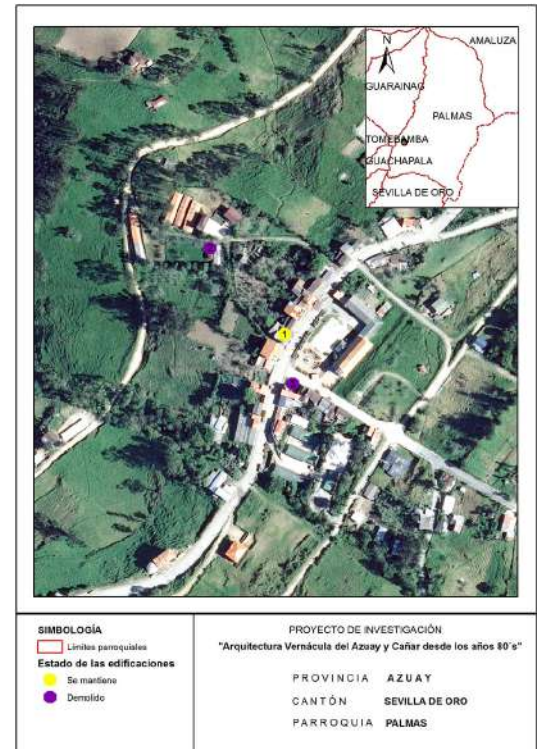 N
AMALUZA
GUARAINAG
PALMAS
TOMEBAMBA
GUACHAPALA
SEVILLA DE ORO
1
SIMBOLOGÍA
Límites parroquiales
Estado de las edificaciones
Se mantiene
Demolido
PROYECTO DE INVESTIGACIÓN
"Arquitectura Vernácula del Azuay y Cañar desde los años 80´s"
PROVINCIA AZUAY
CANTÓN SEVILLA DE ORO
PARROQUIA PALMAS